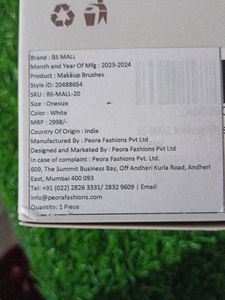 Brand : BS MALL
Month and Year Of Mfg : 2023-2024
Product : Makeup Brushes
Style ID: 20488654
SKU : BS-MALL-20
Size : Onesize
Color : White
MRP : 2998/-
Country Of Origin : India
Manufactured By : Peora Fashions Pvt Ltd
Designed and Marketed By : Peora Fashions Pvt Ltd
In case of complaint : Peora Fashions Pvt Ltd.
609, The Summit Business Bay, Off Andheri Kurla Road, Andheri
East, Mumbai 400 093
Tel: +91 (022) 2826 3331/ 2832 9609 | Email:
info@peorafashions.com
Quantity: 1 Piece